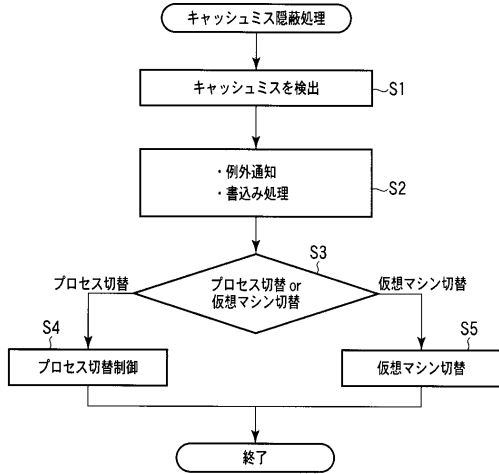 キャッシュミス隠蔽処理
キャッシュミスを検出
S1
・例外通知
・書込み処理
S2
S3
プロセス切替
プロセス切替 or
仮想マシン切替
仮想マシン切替
S4
プロセス切替制御
S5
仮想マシン切替
終了